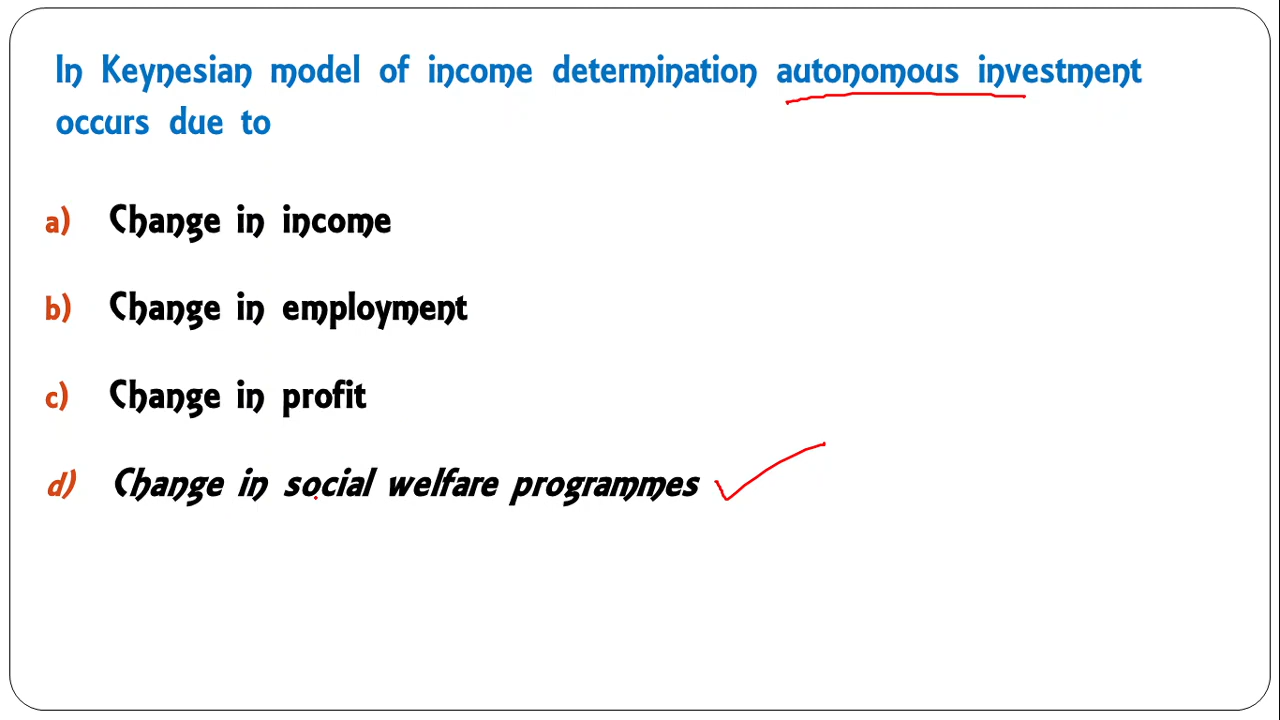 In Keynesian model of income determination autonomous investment
occurs due to
a) Change in income
b) Change in employment
c) Change in profit
d) Change in social welfare programmes